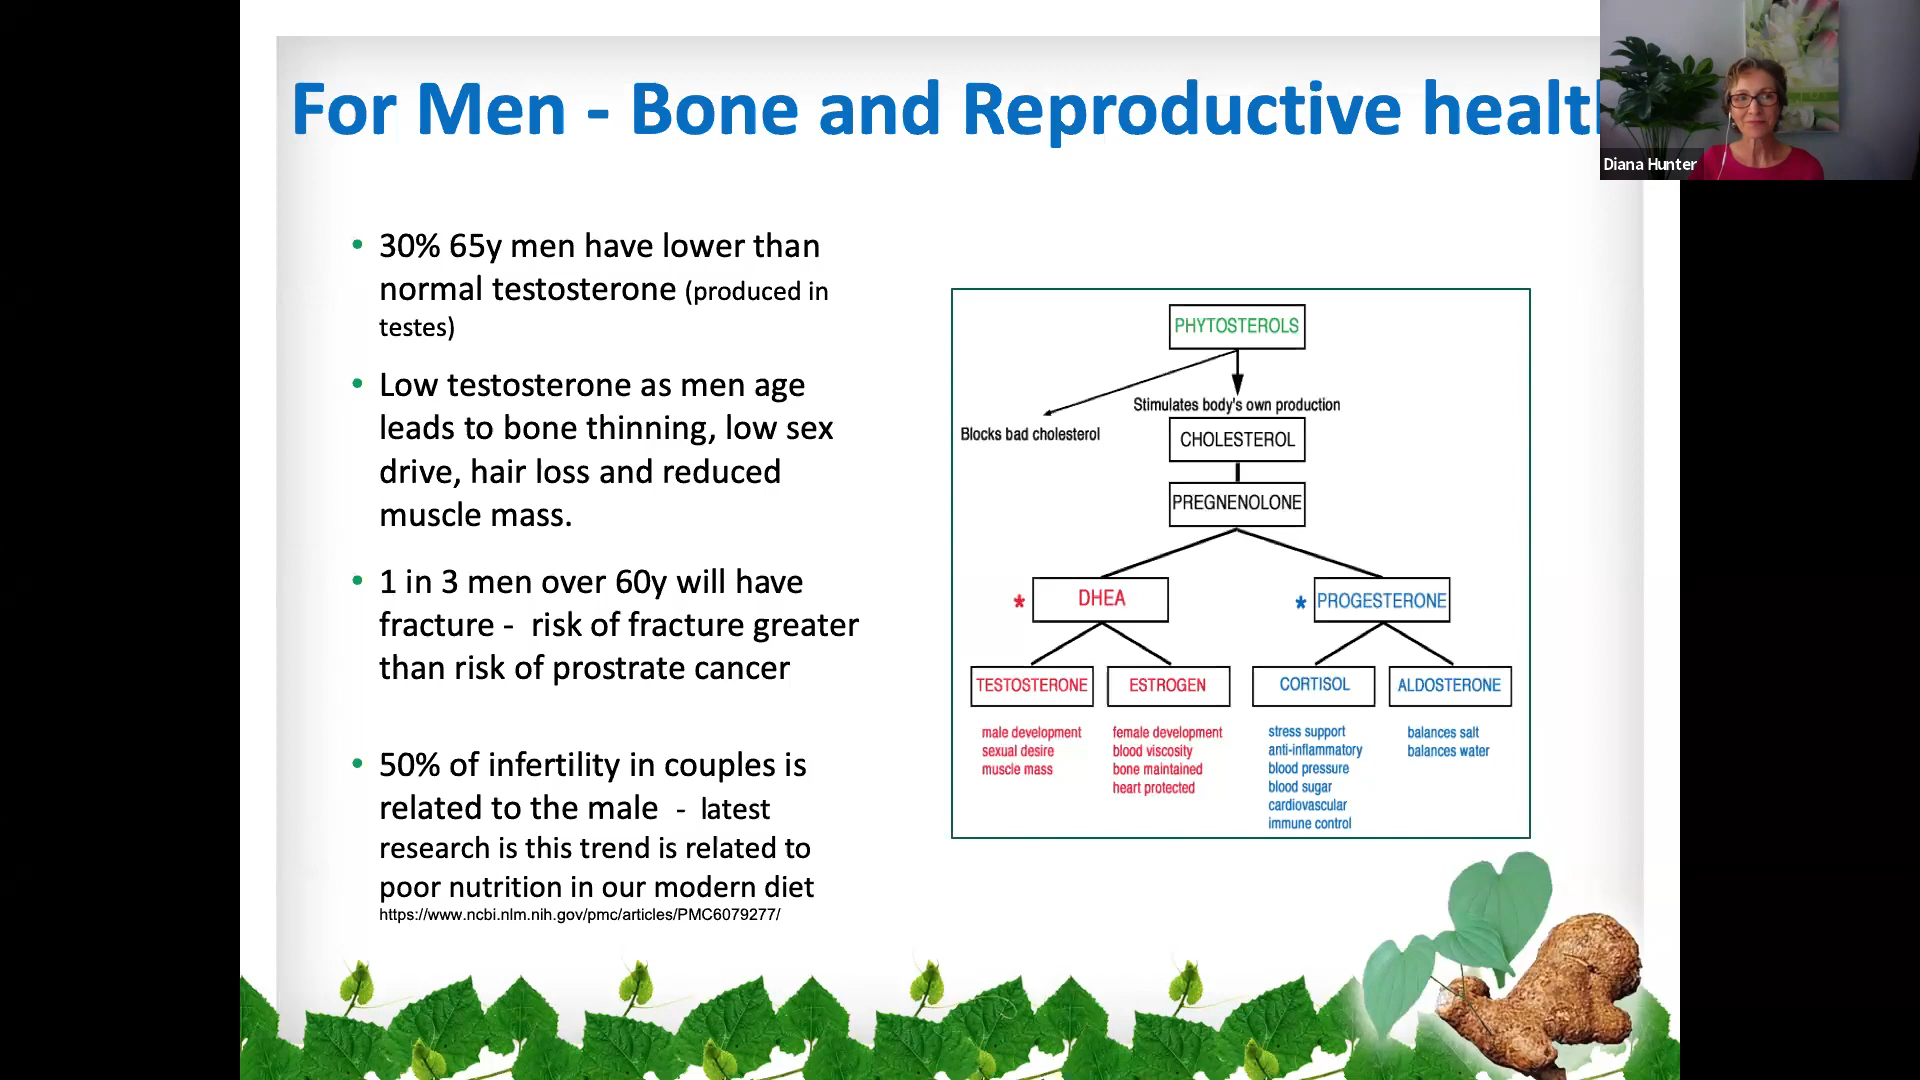 For Men - Bone and Reproductive healt
Diana Hunter
• 30% 65y men have lower than
normal testosterone (produced in
testes)
• Low testosterone as men age
leads to bone thinning, low sex
drive, hair loss and reduced
muscle mass.
• 1 in 3 men over 60y will have
fracture - risk of fracture greater
than risk of prostrate cancer
• 50% of infertility in couples is
related to the male - latest
research is this trend is related to
poor nutrition in our modern diet
https://www.ncbi.nlm.nih.gov/pmc/articles/PMC6079277/
PHYTOSTEROLS
Stimulates body's own production
Blocks bad cholesterol
CHOLESTEROL
PREGNENOLONE
* DHEA
* PROGESTERONE
TESTOSTERONE
male development
sexual desire
muscle mass
ESTROGEN
female development
blood viscosity
bone maintained
heart protected
CORTISOL
stress support
anti-inflammatory
blood pressure
blood sugar
cardiovascular
immune control
ALDOSTERONE
balances salt
balances water